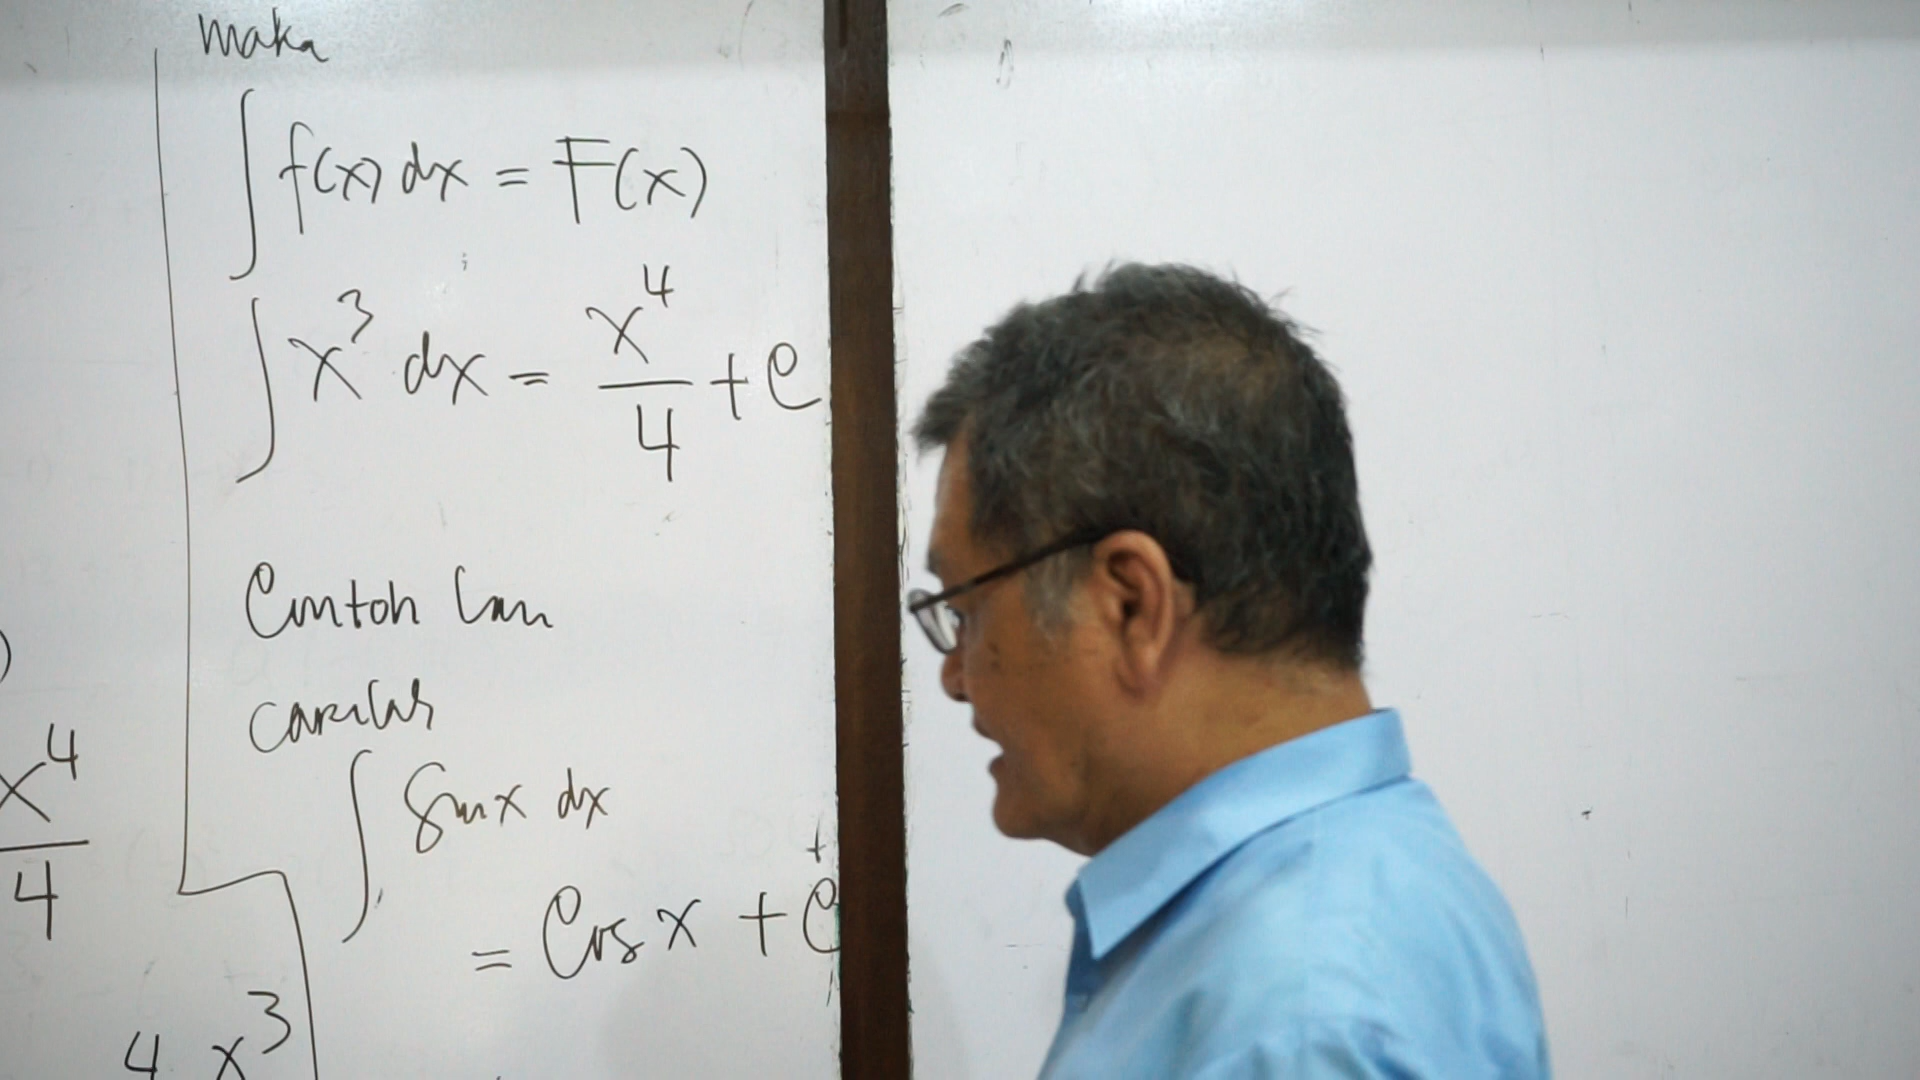 maka
∫ f(x) dx = F(x)
∫ x³ dx = x⁴/4 + C
Contoh lain
carilah
∫ sin x dx
= Cos x + C
)
x⁴/4
4 x³